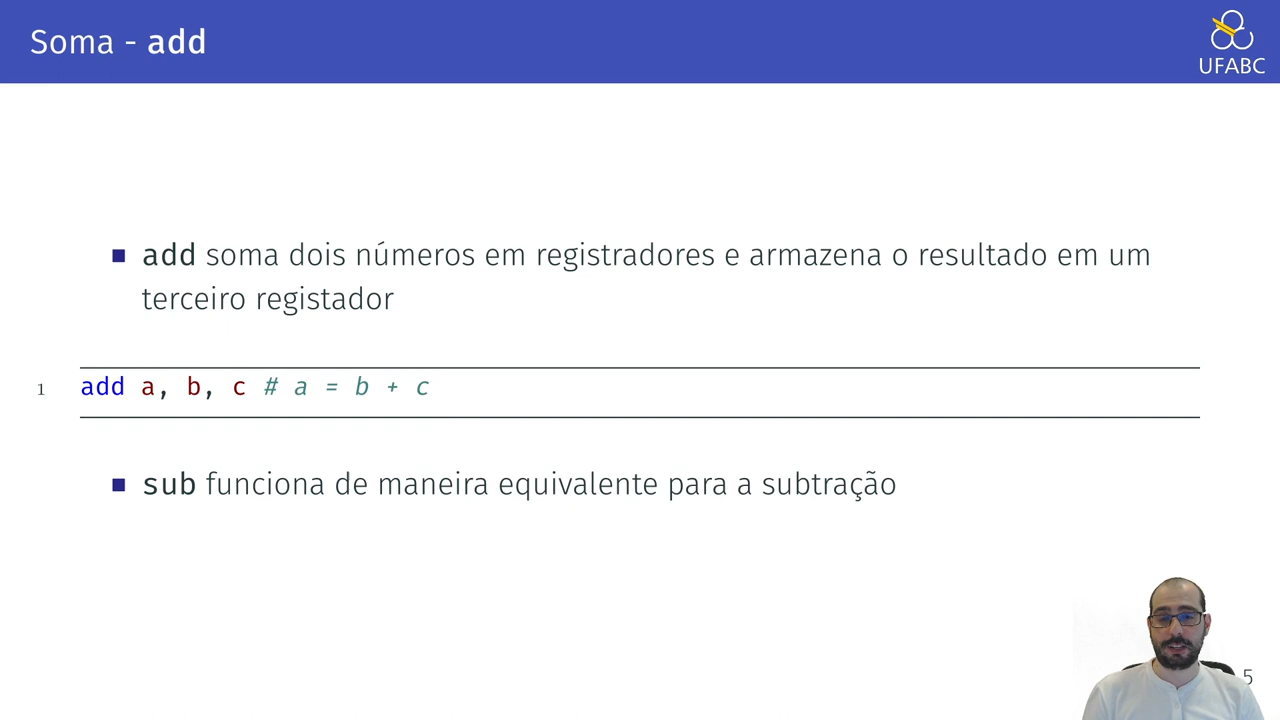 Soma - add
UFABC
add soma dois números em registradores e armazena o resultado em um
terceiro registador
1 add a, b, c # a = b + c
sub funciona de maneira equivalente para a subtração
5